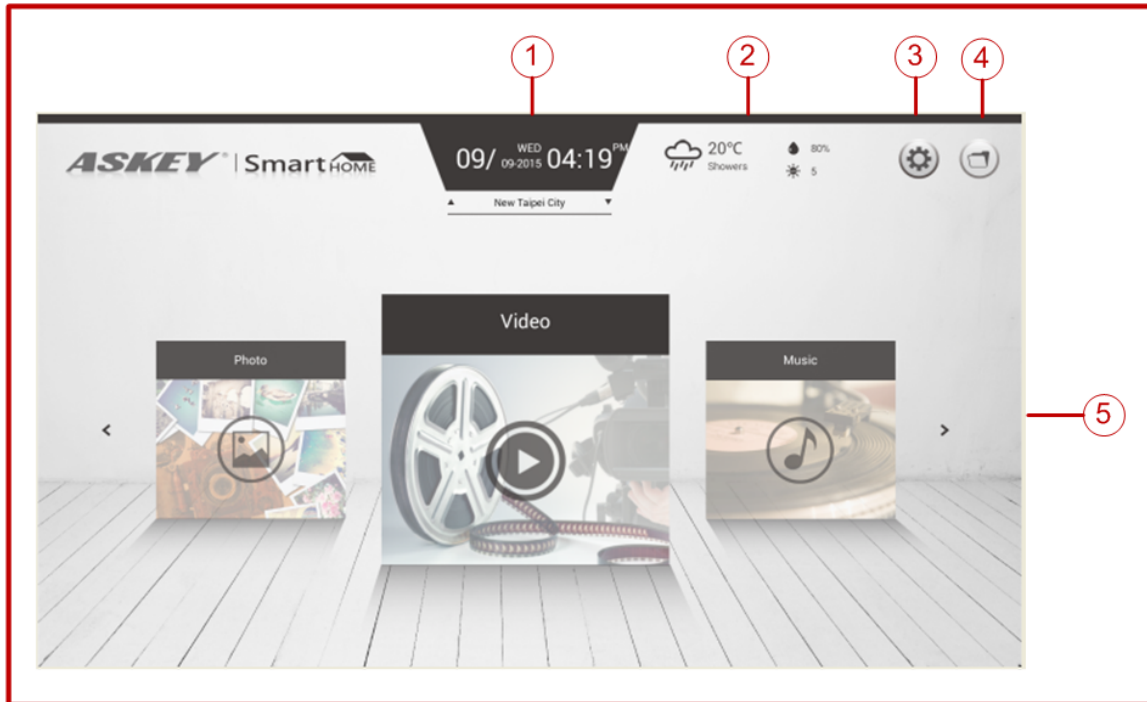 1
2
3
4
ASKEY | Smart HOME
09/ WED 09-2015 04:19 PM
20°C
Showers
80%
5
▲ New Taipei City ▼
Video
Photo
Music
< >
5